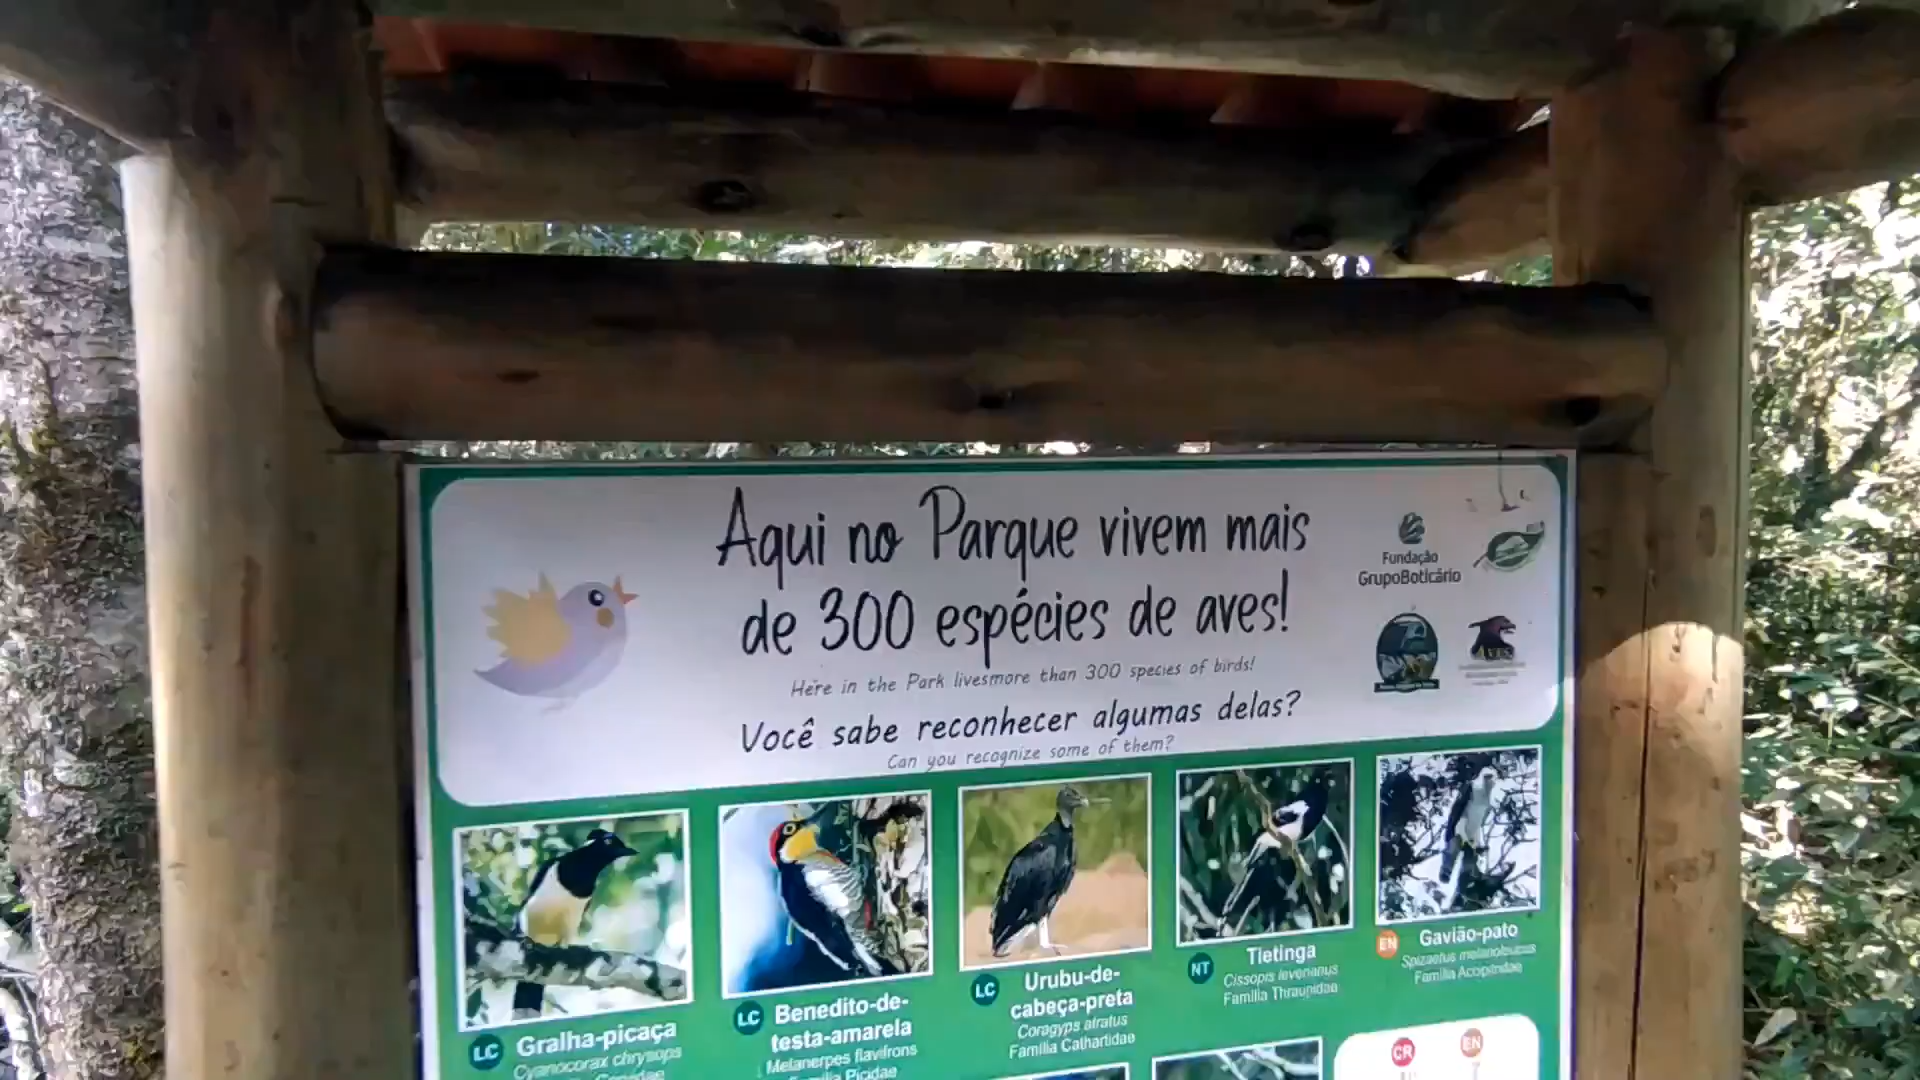 Aqui no Parque vivem mais
de 300 espécies de aves!
Here in the Park livesmore than 300 species of birds!
Você sabe reconhecer algumas delas?
Can you recognize some of them?
Fundação
GrupoBoticário
AVES
LC
Gralha-picaça
Cyanocorax chrysops
LC
Benedito-de-
testa-amarela
Melanerpes flavifrons
Família Picidae
LC
Urubu-de-
cabeça-preta
Coragyps atratus
Família Cathartidae
NT
Tietinga
Cissopis leverianus
Família Thraupidae
EN
Gavião-pato
Spizaetus melanoleucus
Família Accipitridae
CR
EN